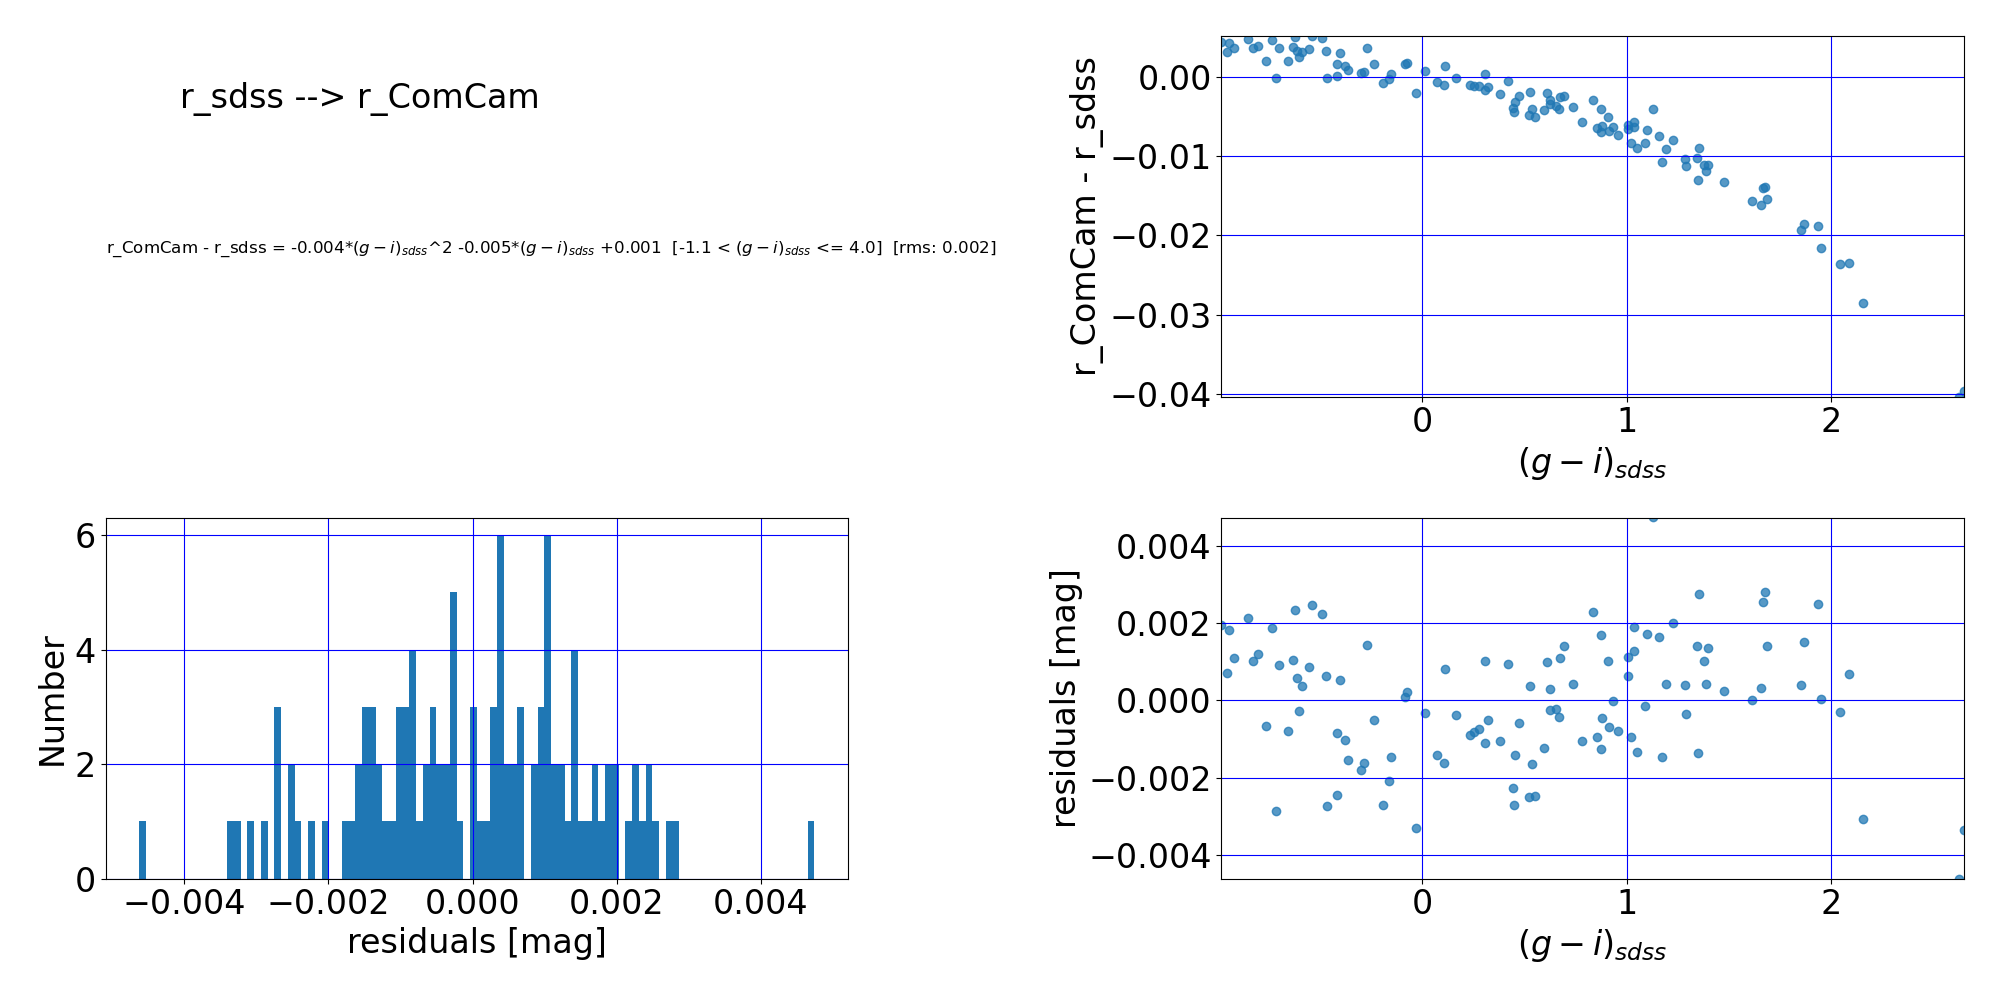 r_sdss --> r_ComCam
r_ComCam - r_sdss = -0.004*(g − i)sdss^2 -0.005*(g − i)sdss +0.001 [-1.1 < (g − i)sdss <= 4.0] [rms: 0.002]
r_ComCam - r_sdss
0.00
−0.01
−0.02
−0.03
−0.04
0 1 2
(g − i)sdss
Number
6
4
2
0
−0.004 −0.002 0.000 0.002 0.004
residuals [mag]
residuals [mag]
0.004
0.002
0.000
−0.002
−0.004
0 1 2
(g − i)sdss